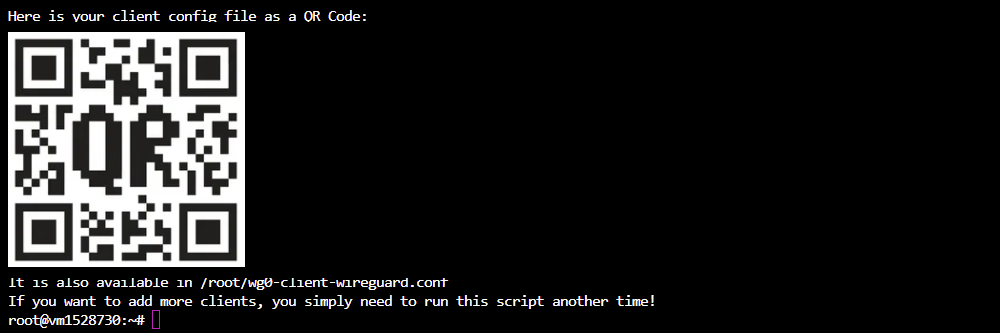 Here is your client config file as a QR Code:
QR
It is also available in /root/wg0-client-wireguard.conf
If you want to add more clients, you simply need to run this script another time!
root@vm1528730:~#